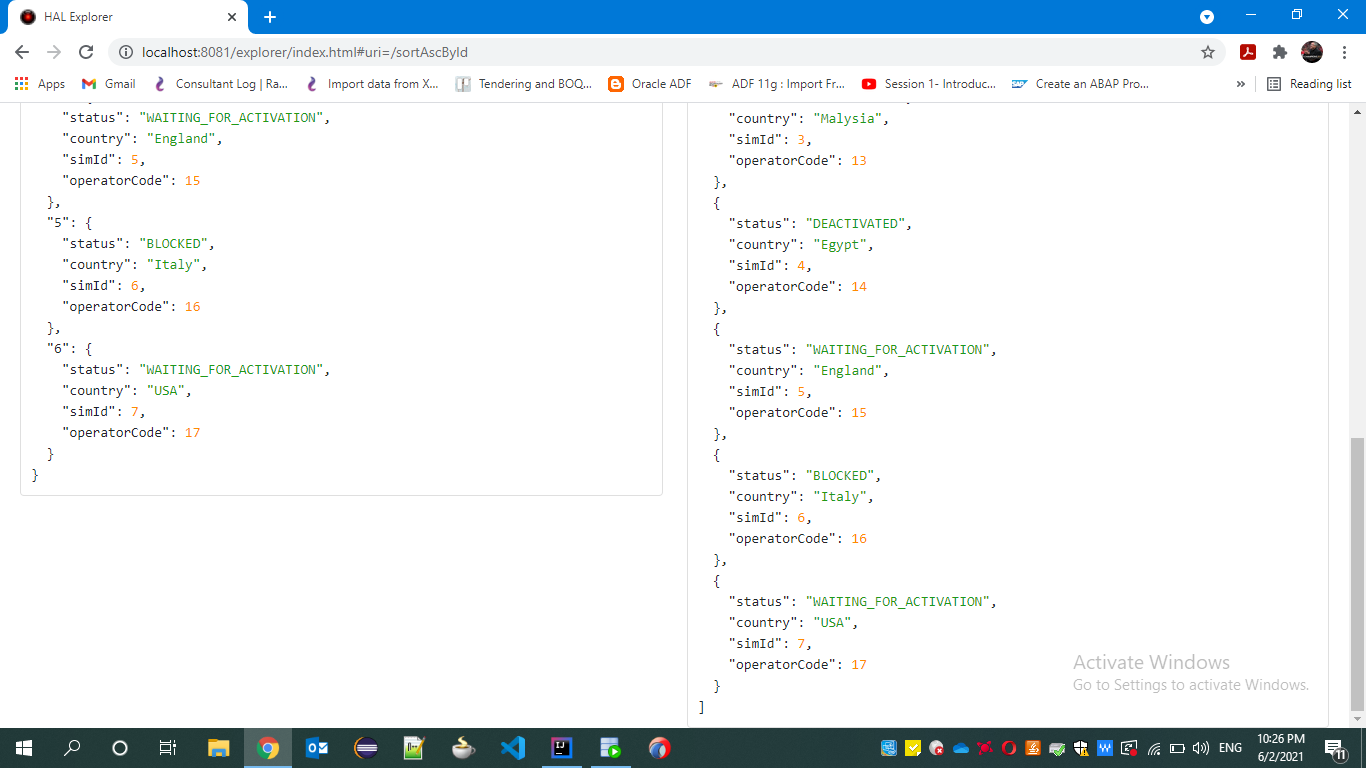 HAL Explorer
localhost:8081/explorer/index.html#uri=/sortAscById
Apps
Gmail
Consultant Log | Ra...
Import data from X...
Tendering and BOQ...
Oracle ADF
ADF 11g : Import Fr...
Session 1- Introduc...
Create an ABAP Pro...
»
Reading list
"status": "WAITING_FOR_ACTIVATION",
"country": "England",
"simId": 5,
"operatorCode": 15
},
"5": {
"status": "BLOCKED",
"country": "Italy",
"simId": 6,
"operatorCode": 16
},
"6": {
"status": "WAITING_FOR_ACTIVATION",
"country": "USA",
"simId": 7,
"operatorCode": 17
}
}
"country": "Malysia",
"simId": 3,
"operatorCode": 13
},
{
"status": "DEACTIVATED",
"country": "Egypt",
"simId": 4,
"operatorCode": 14
},
{
"status": "WAITING_FOR_ACTIVATION",
"country": "England",
"simId": 5,
"operatorCode": 15
},
{
"status": "BLOCKED",
"country": "Italy",
"simId": 6,
"operatorCode": 16
},
{
"status": "WAITING_FOR_ACTIVATION",
"country": "USA",
"simId": 7,
"operatorCode": 17
}
]
Activate Windows
Go to Settings to activate Windows.
ENG
10:26 PM
6/2/2021
11